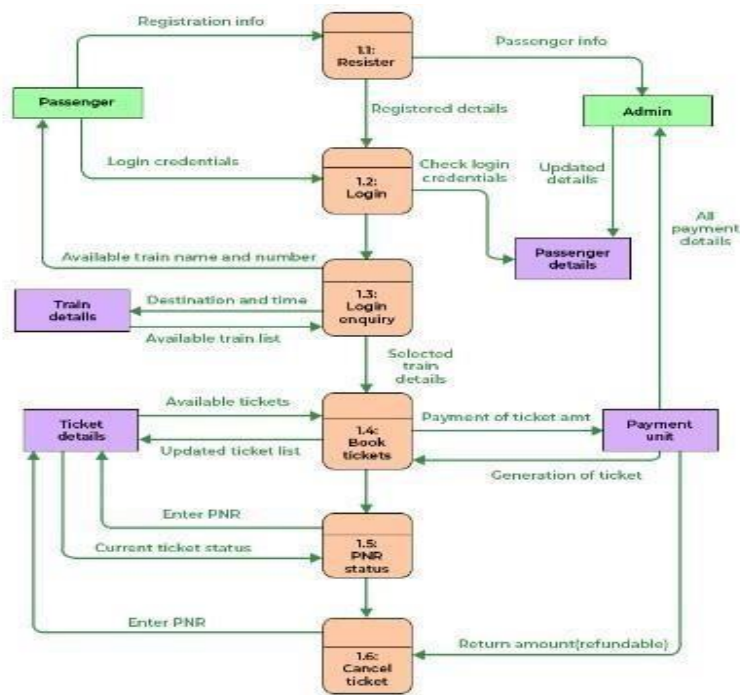 Registration info
1.1:
Resister
Passenger info
Passenger
Admin
Registered details
Login credentials
1.2:
Login
Check login
credentials
Updated
details
All
payment
details
Available train name and number
Passenger
details
1.3:
Login
enquiry
Train
details
Destination and time
Available train list
Selected
train
details
Ticket
details
Available tickets
Updated ticket list
1.4:
Book
tickets
Payment of ticket amt
Payment
unit
Generation of ticket
Enter PNR
Current ticket status
1.5:
PNR
status
Enter PNR
1.6:
Cancel
ticket
Return amount(refundable)